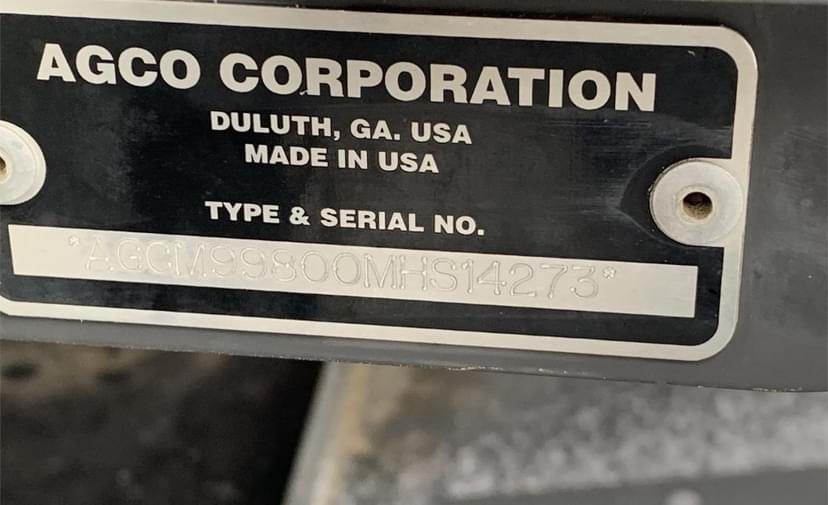 AGCO CORPORATION
DULUTH, GA. USA
MADE IN USA
TYPE & SERIAL NO.
*AGCM99800MHS14273*